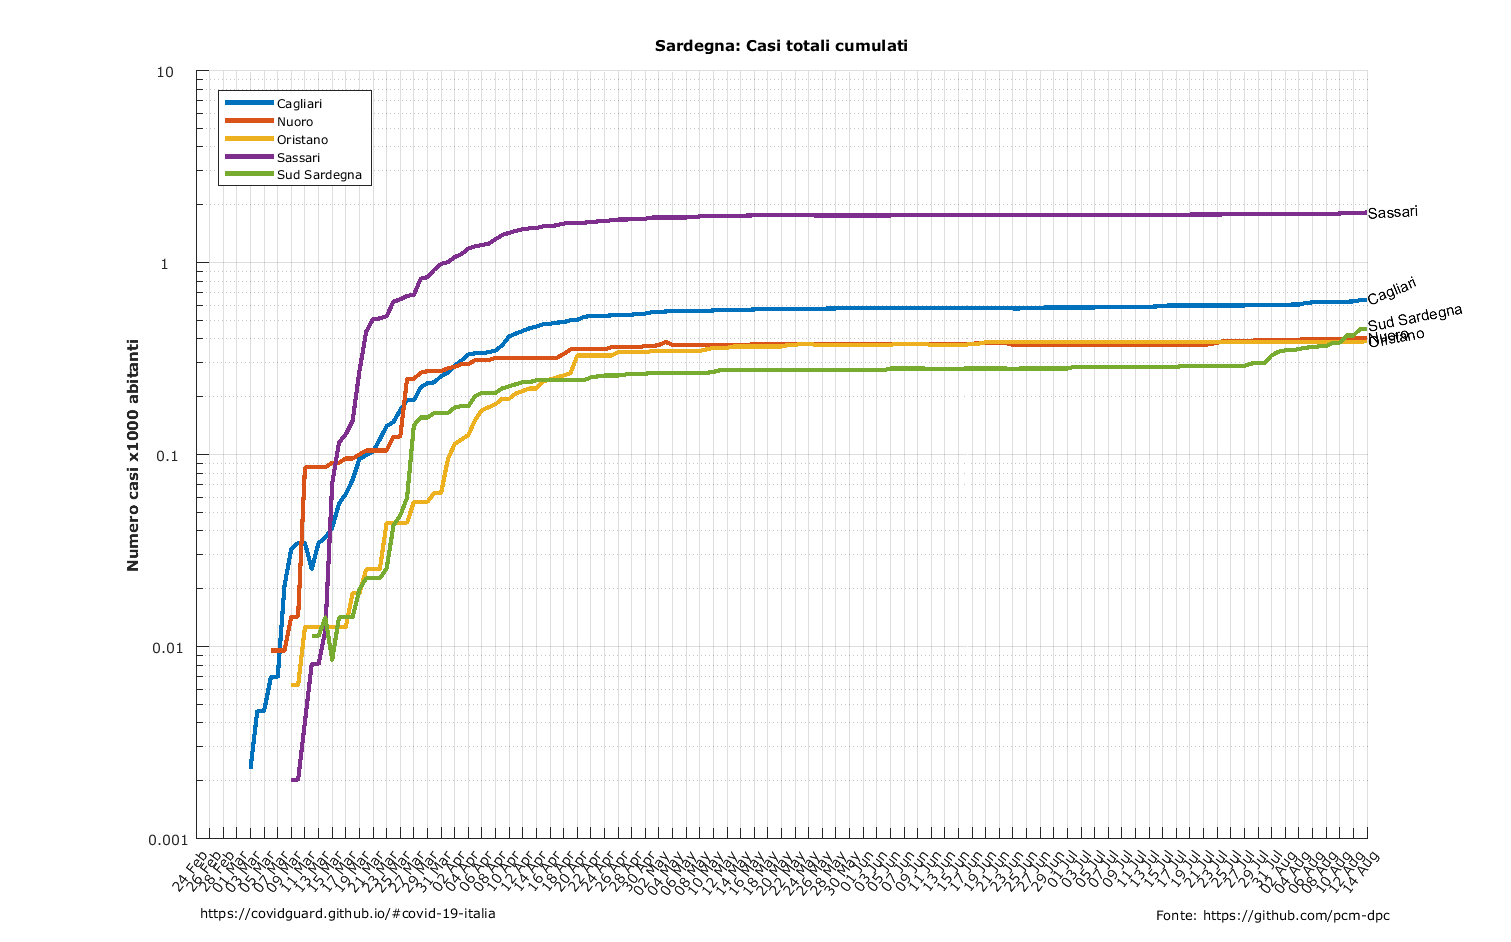 Sardegna: Casi totali cumulati
10
1
0.1
0.01
0.001
Numero casi x1000 abitanti
Cagliari
Nuoro
Oristano
Sassari
Sud Sardegna
Sassari
Cagliari
Sud Sardegna
Nuoro
Oristano
24 Feb
26 Feb
28 Feb
01 Mar
03 Mar
05 Mar
07 Mar
09 Mar
11 Mar
13 Mar
15 Mar
17 Mar
19 Mar
21 Mar
23 Mar
25 Mar
27 Mar
29 Mar
31 Mar
02 Apr
04 Apr
06 Apr
08 Apr
10 Apr
12 Apr
14 Apr
16 Apr
18 Apr
20 Apr
22 Apr
24 Apr
26 Apr
28 Apr
30 Apr
02 May
04 May
06 May
08 May
10 May
12 May
14 May
16 May
18 May
20 May
22 May
24 May
26 May
28 May
30 May
01 Jun
03 Jun
05 Jun
07 Jun
09 Jun
11 Jun
13 Jun
15 Jun
17 Jun
19 Jun
21 Jun
23 Jun
25 Jun
27 Jun
29 Jun
01 Jul
03 Jul
05 Jul
07 Jul
09 Jul
11 Jul
13 Jul
15 Jul
17 Jul
19 Jul
21 Jul
23 Jul
25 Jul
27 Jul
29 Jul
31 Jul
02 Aug
04 Aug
06 Aug
08 Aug
10 Aug
12 Aug
14 Aug
https://covidguard.github.io/#covid-19-italia
Fonte: https://github.com/pcm-dpc